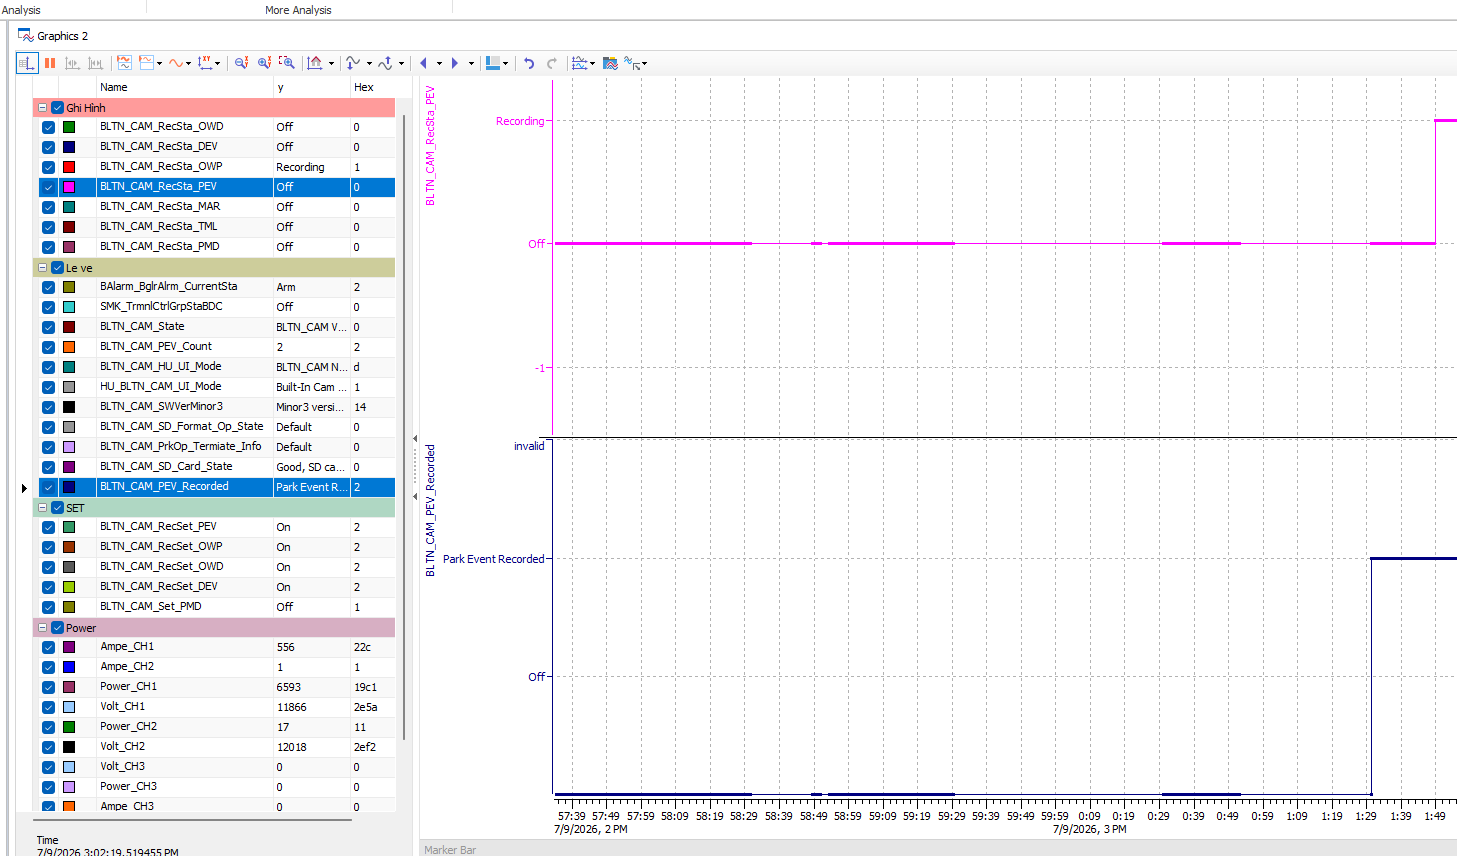 Analysis
More Analysis
Graphics 2
Name y Hex
Ghi Hình
BLTN_CAM_RecSta_OWD Off 0
BLTN_CAM_RecSta_DEV Off 0
BLTN_CAM_RecSta_OWP Recording 1
BLTN_CAM_RecSta_PEV Off 0
BLTN_CAM_RecSta_MAR Off 0
BLTN_CAM_RecSta_TML Off 0
BLTN_CAM_RecSta_PMD Off 0
Le ve
BAlarm_BglrAlrm_CurrentSta Arm 2
SMK_TrmnlCtrlGrpStaBDC Off 0
BLTN_CAM_State BLTN_CAM V... 0
BLTN_CAM_PEV_Count 2 2
BLTN_CAM_HU_UI_Mode BLTN_CAM N... d
HU_BLTN_CAM_UI_Mode Built-In Cam ... 1
BLTN_CAM_SWVerMinor3 Minor3 versi... 14
BLTN_CAM_SD_Format_Op_State Default 0
BLTN_CAM_PrkOp_Termiate_Info Default 0
BLTN_CAM_SD_Card_State Good, SD ca... 0
BLTN_CAM_PEV_Recorded Park Event R... 2
SET
BLTN_CAM_RecSet_PEV On 2
BLTN_CAM_RecSet_OWP On 2
BLTN_CAM_RecSet_OWD On 2
BLTN_CAM_RecSet_DEV On 2
BLTN_CAM_Set_PMD Off 1
Power
Ampe_CH1 556 22c
Ampe_CH2 1 1
Power_CH1 6593 19c1
Volt_CH1 11866 2e5a
Power_CH2 17 11
Volt_CH2 12018 2ef2
Volt_CH3 0 0
Power_CH3 0 0
Ampe_CH3 0 0
Time
7/9/2026 3:02:19.519455 PM
BLTN_CAM_RecSta_PEV
Recording
Off
-1
BLTN_CAM_PEV_Recorded
invalid
Park Event Recorded
Off
57:39 57:49 57:59 58:09 58:19 58:29 58:39 58:49 58:59 59:09 59:19 59:29 59:39 59:49 59:59 0:09 0:19 0:29 0:39 0:49 0:59 1:09 1:19 1:29 1:39 1:49
7/9/2026, 2 PM 7/9/2026, 3 PM
Marker Bar